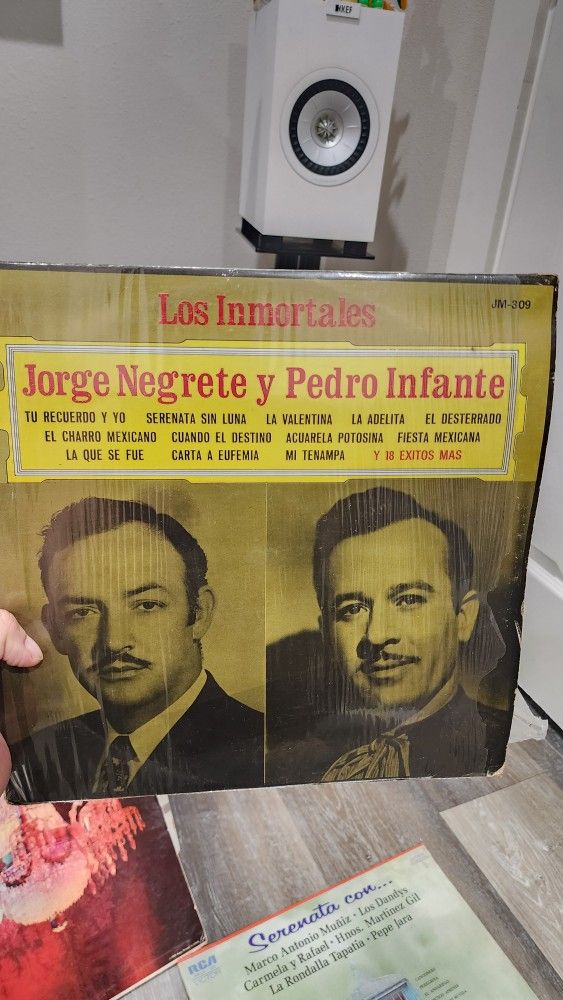 KEF
Los Inmortales
JM-309
Jorge Negrete y Pedro Infante
TU RECUERDO Y YO SERENATA SIN LUNA LA VALENTINA LA ADELITA EL DESTERRADO
EL CHARRO MEXICANO CUANDO EL DESTINO ACUARELA POTOSINA FIESTA MEXICANA
LA QUE SE FUE CARTA A EUFEMIA MI TENAMPA Y 18 EXITOS MAS
Serenata con...
Marco Antonio Muñiz • Los Dandys
Carmela y Rafael • Hnos. Martínez Gil
La Rondalla Tapatía • Pepe Jara
RCA